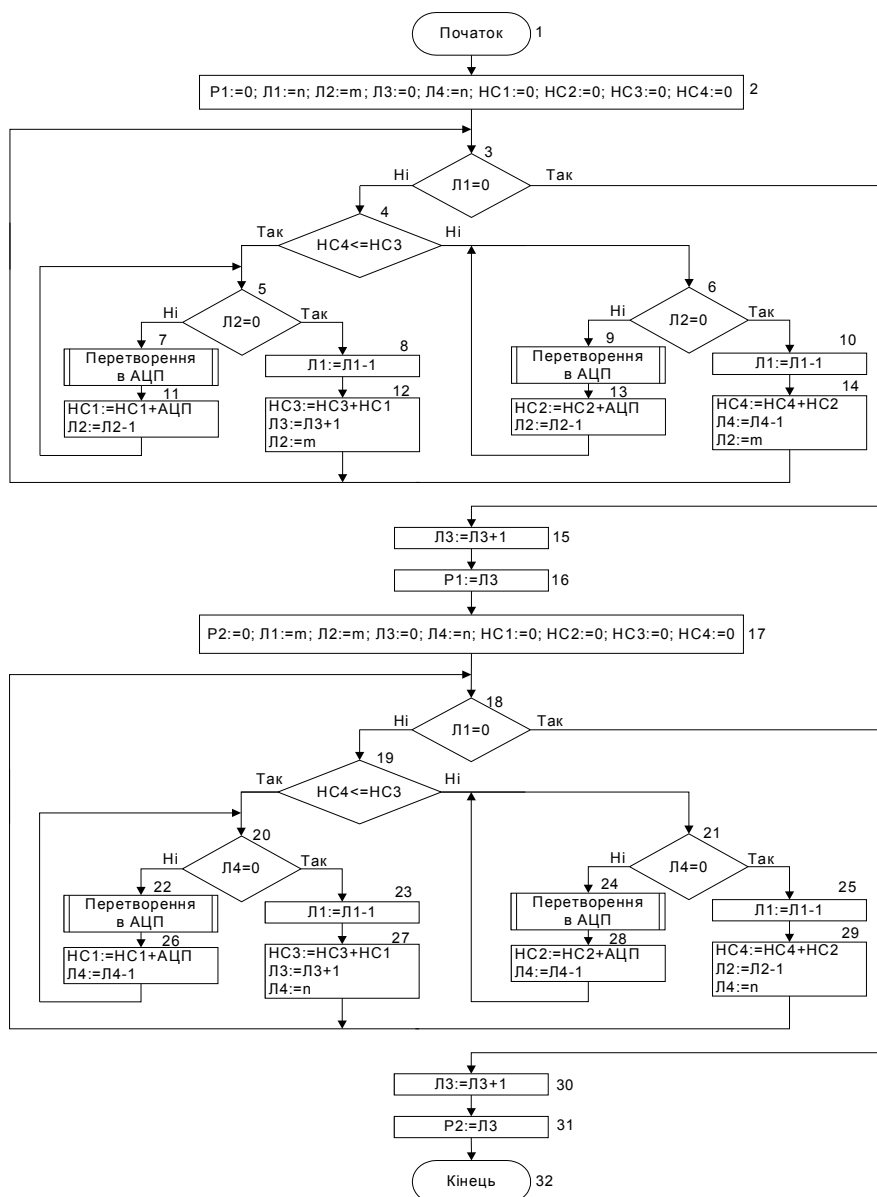 Початок 1
Р1:=0; Л1:=n; Л2:=m; Л3:=0; Л4:=n; НС1:=0; НС2:=0; НС3:=0; НС4:=0 2
3
Ні Л1=0 Так
4
Так НС4<=НС3 Ні
5 6
Ні Л2=0 Так Ні Л2=0 Так
7 8 9 10
Перетворення
в АЦП
Л1:=Л1-1
Перетворення
в АЦП
Л1:=Л1-1
11 12 13 14
НС1:=НС1+АЦП
Л2:=Л2-1
НС3:=НС3+НС1
Л3:=Л3+1
Л2:=m
НС2:=НС2+АЦП
Л2:=Л2-1
НС4:=НС4+НС2
Л4:=Л4-1
Л2:=m
Л3:=Л3+1 15
Р1:=Л3 16
Р2:=0; Л1:=m; Л2:=m; Л3:=0; Л4:=n; НС1:=0; НС2:=0; НС3:=0; НС4:=0 17
18
Ні Л1=0 Так
19
Так НС4<=НС3 Ні
20 21
Ні Л4=0 Так Ні Л4=0 Так
22 23 24 25
Перетворення
в АЦП
Л1:=Л1-1
Перетворення
в АЦП
Л1:=Л1-1
26 27 28 29
НС1:=НС1+АЦП
Л4:=Л4-1
НС3:=НС3+НС1
Л3:=Л3+1
Л4:=n
НС2:=НС2+АЦП
Л4:=Л4-1
НС4:=НС4+НС2
Л2:=Л2-1
Л4:=n
Л3:=Л3+1 30
Р2:=Л3 31
Кінець 32